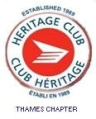 ESTABLISHED 1989
HERITAGE CLUB
CLUB HÉRITAGE
ÉTABLI EN 1989
THAMES CHAPTER